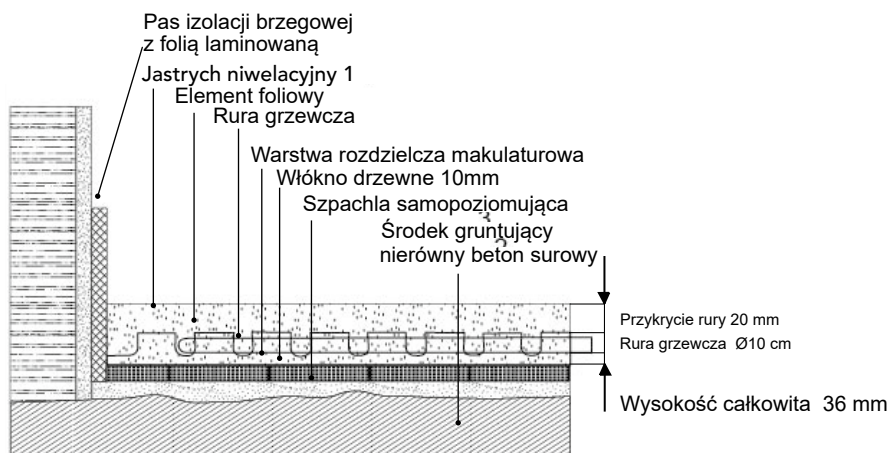 Pas izolacji brzegowej
z folią laminowaną
Jastrych niwelacyjny 1
Element foliowy
Rura grzewcza
Warstwa rozdzielcza makulaturowa
Włókno drzewne 10mm
Szpachla samopoziomująca
Środek gruntujący
nierówny beton surowy
Przykrycie rury 20 mm
Rura grzewcza Ø10 cm
Wysokość całkowita 36 mm